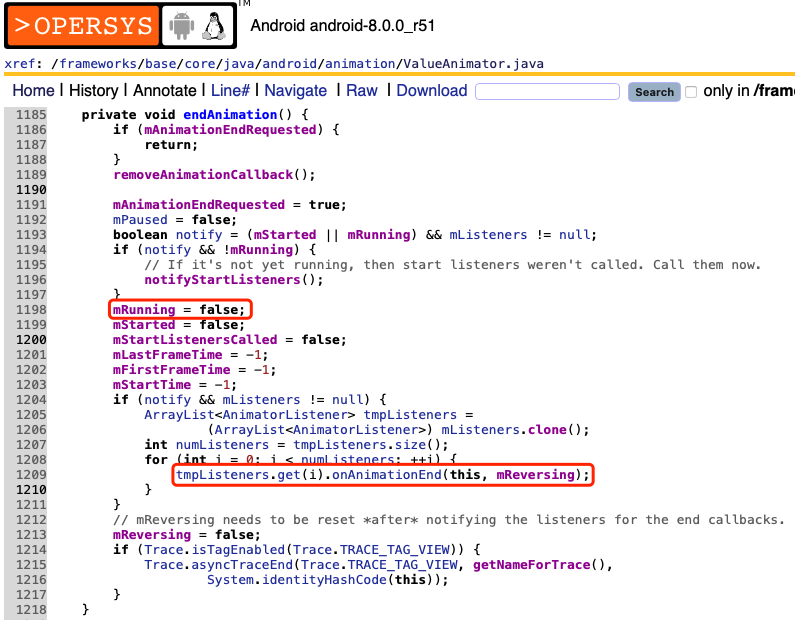 >OPERSYS
TM
Android android-8.0.0_r51
xref: /frameworks/base/core/java/android/animation/ValueAnimator.java
Home | History | Annotate | Line# | Navigate | Raw | Download Search only in /fram
1185 private void endAnimation() {
1186 if (mAnimationEndRequested) {
1187 return;
1188 }
1189 removeAnimationCallback();
1190
1191 mAnimationEndRequested = true;
1192 mPaused = false;
1193 boolean notify = (mStarted || mRunning) && mListeners != null;
1194 if (notify && !mRunning) {
1195 // If it's not yet running, then start listeners weren't called. Call them now.
1196 notifyStartListeners();
1197 }
1198 mRunning = false;
1199 mStarted = false;
1200 mStartListenersCalled = false;
1201 mLastFrameTime = -1;
1202 mFirstFrameTime = -1;
1203 mStartTime = -1;
1204 if (notify && mListeners != null) {
1205 ArrayList<AnimatorListener> tmpListeners =
1206 (ArrayList<AnimatorListener>) mListeners.clone();
1207 int numListeners = tmpListeners.size();
1208 for (int i = 0; i < numListeners; ++i) {
1209 tmpListeners.get(i).onAnimationEnd(this, mReversing);
1210 }
1211 }
1212 // mReversing needs to be reset *after* notifying the listeners for the end callbacks.
1213 mReversing = false;
1214 if (Trace.isTagEnabled(Trace.TRACE_TAG_VIEW)) {
1215 Trace.asyncTraceEnd(Trace.TRACE_TAG_VIEW, getNameForTrace(),
1216 System.identityHashCode(this));
1217 }
1218 }